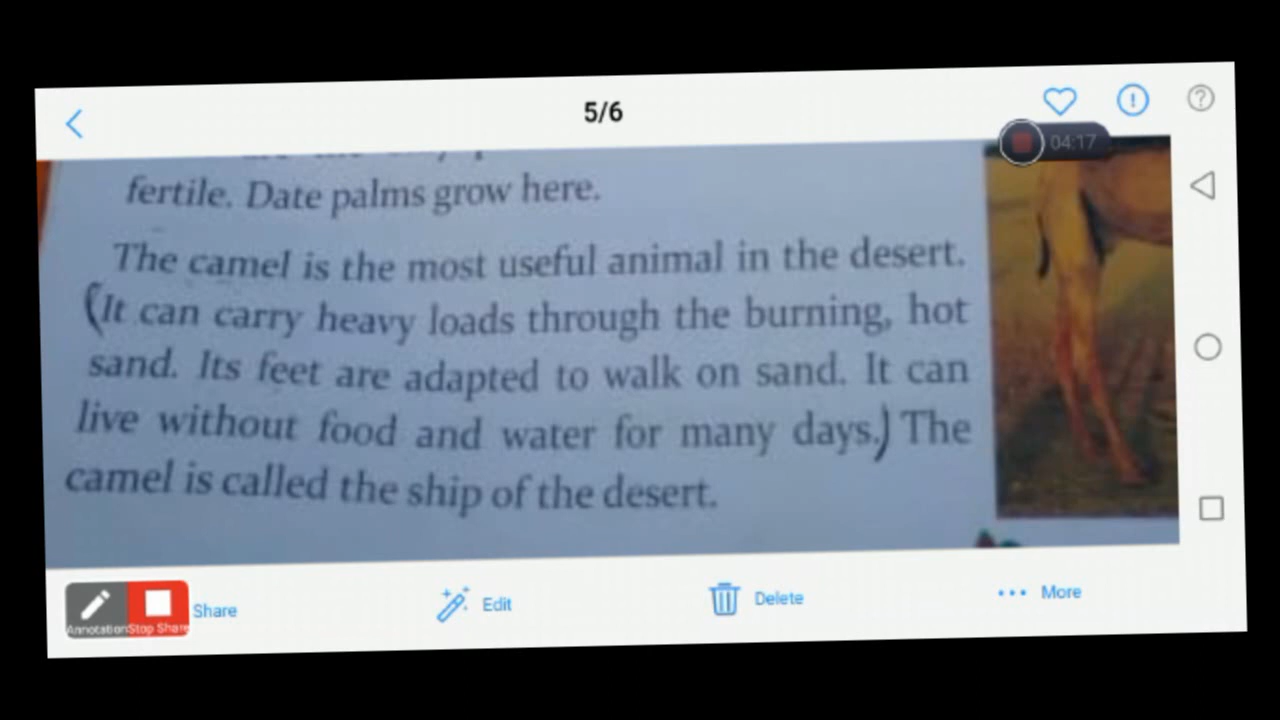 5/6
04:17
fertile. Date palms grow here.
The camel is the most useful animal in the desert.
(It can carry heavy loads through the burning, hot
sand. Its feet are adapted to walk on sand. It can
live without food and water for many days.) The
camel is called the ship of the desert.
Annotation Stop Share Share Edit Delete More